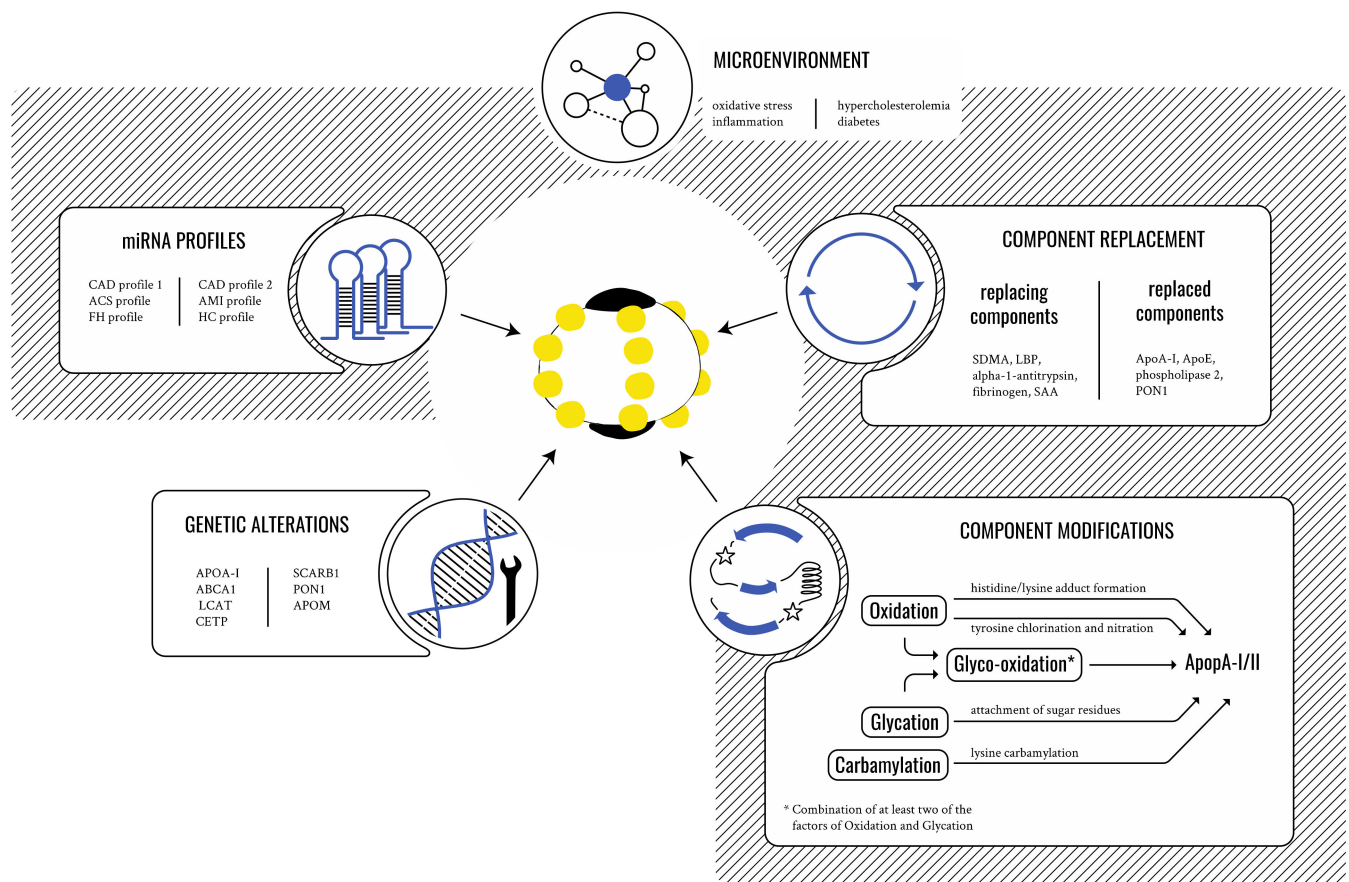 MICROENVIRONMENT
oxidative stress
inflammation
hypercholesterolemia
diabetes
miRNA PROFILES
CAD profile 1
ACS profile
FH profile
CAD profile 2
AMI profile
HC profile
COMPONENT REPLACEMENT
replacing
components
SDMA, LBP,
alpha-1-antitrypsin,
fibrinogen, SAA
replaced
components
ApoA-I, ApoE,
phospholipase 2,
PON1
GENETIC ALTERATIONS
APOA-I
ABCA1
LCAT
CETP
SCARB1
PON1
APOM
COMPONENT MODIFICATIONS
histidine/lysine adduct formation
Oxidation
tyrosine chlorination and nitration
Glyco-oxidation*
ApopA-I/II
attachment of sugar residues
Glycation
lysine carbamylation
Carbamylation
* Combination of at least two of the
factors of Oxidation and Glycation